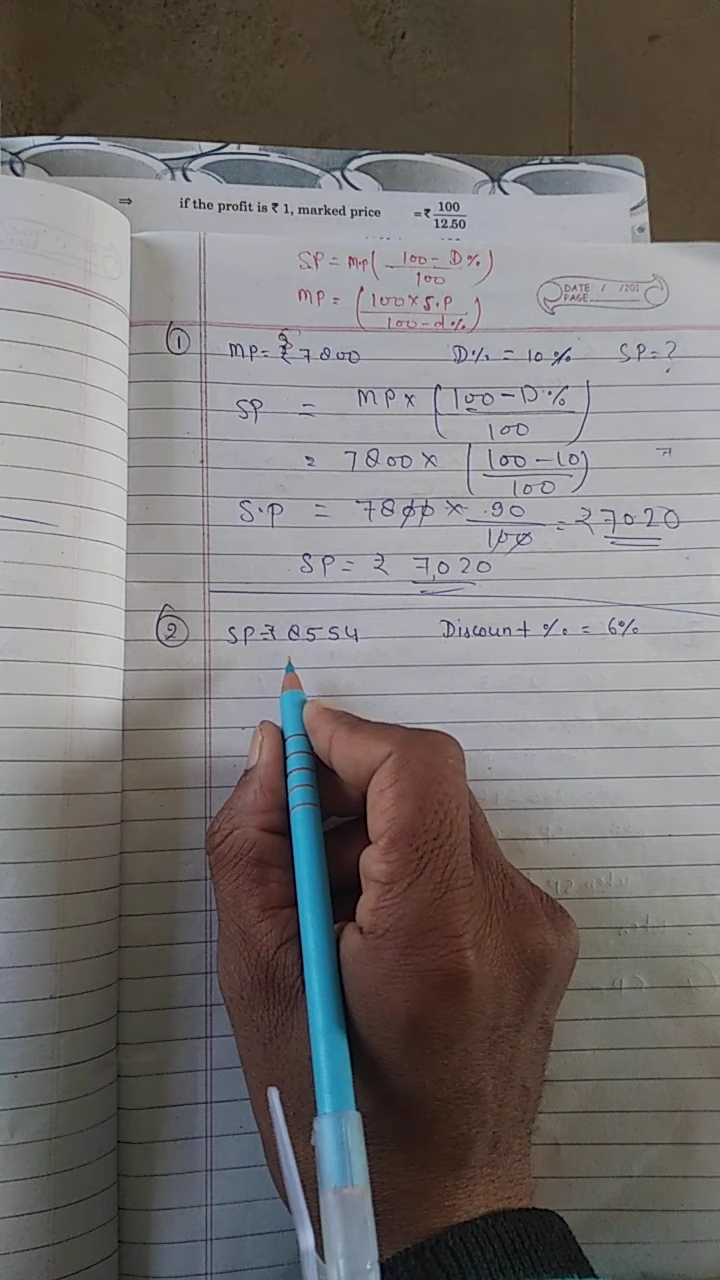 ⇒ if the profit is ₹ 1, marked price = ₹ 100/12.50
SP = M.P ( 100 - D% / 100 )
MP = ( 100 × S.P / 100 - d% )
DATE / /201
PAGE
① MP = ₹ 7800 D% = 10% SP = ?
SP = MP × ( 100 - D% / 100 )
= 7800 × ( 100 - 10 / 100 )
S.P = 7800 × 90 / 100 = ₹ 7020
SP = ₹ 7020
② SP = ₹ 8554 Discount % = 6%